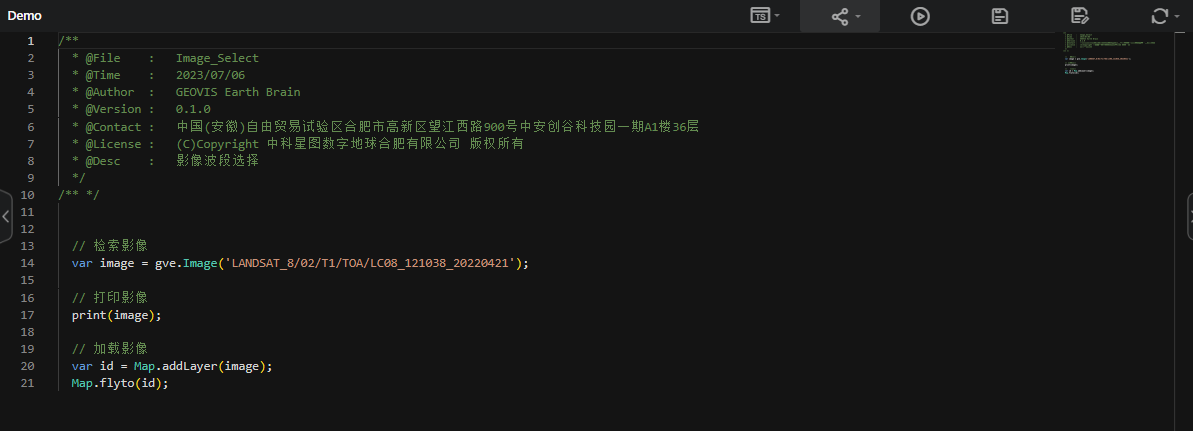 Demo
TS
1 /**
2 * @File : Image_Select
3 * @Time : 2023/07/06
4 * @Author : GEOVIS Earth Brain
5 * @Version : 0.1.0
6 * @Contact : 中国(安徽)自由贸易试验区合肥市高新区望江西路900号中安创谷科技园一期A1楼36层
7 * @License : (C)Copyright 中科星图数字地球合肥有限公司 版权所有
8 * @Desc : 影像波段选择
9 */
10 /** */
11
12
13 // 检索影像
14 var image = gve.Image('LANDSAT_8/02/T1/TOA/LC08_121038_20220421');
15
16 // 打印影像
17 print(image);
18
19 // 加载影像
20 var id = Map.addLayer(image);
21 Map.flyto(id);